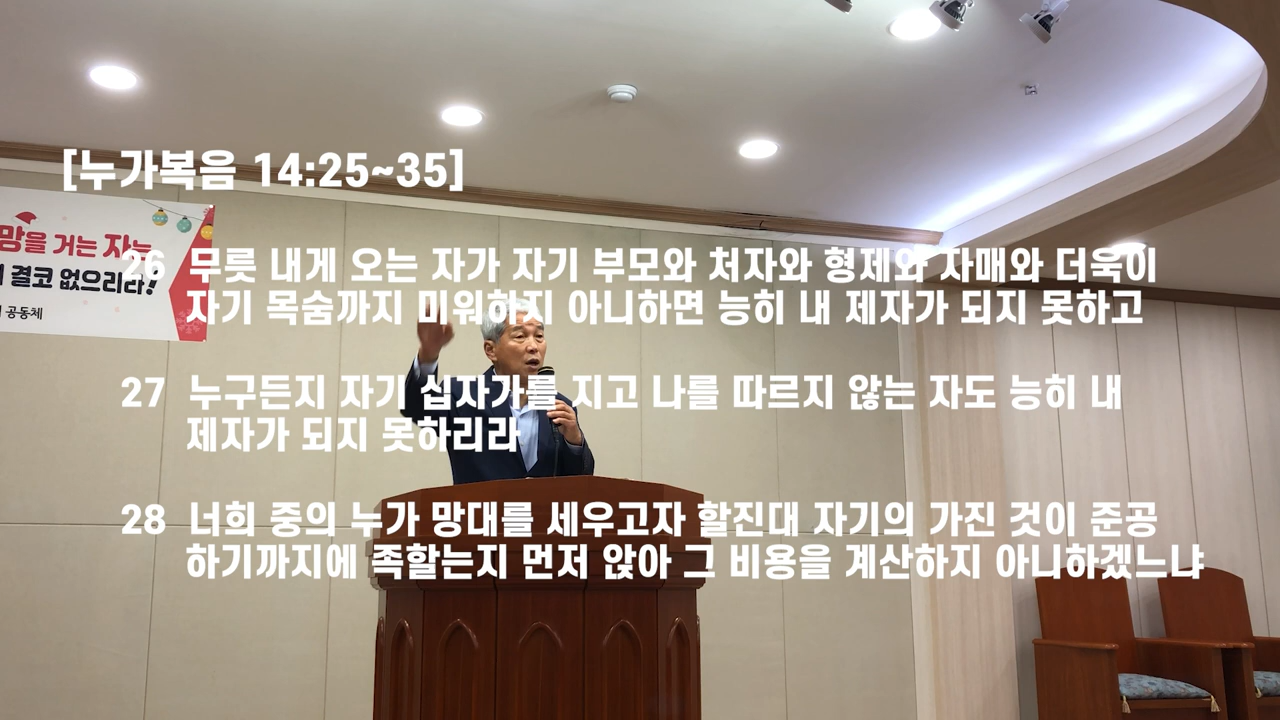 [누가복음 14:25~35]
망을 거는 자는
결코 없으리라!
공동체
26 무릇 내게 오는 자가 자기 부모와 처자와 형제와 자매와 더욱이
자기 목숨까지 미워하지 아니하면 능히 내 제자가 되지 못하고
27 누구든지 자기 십자가를 지고 나를 따르지 않는 자도 능히 내
제자가 되지 못하리라
28 너희 중의 누가 망대를 세우고자 할진대 자기의 가진 것이 준공
하기까지에 족할는지 먼저 앉아 그 비용을 계산하지 아니하겠느냐